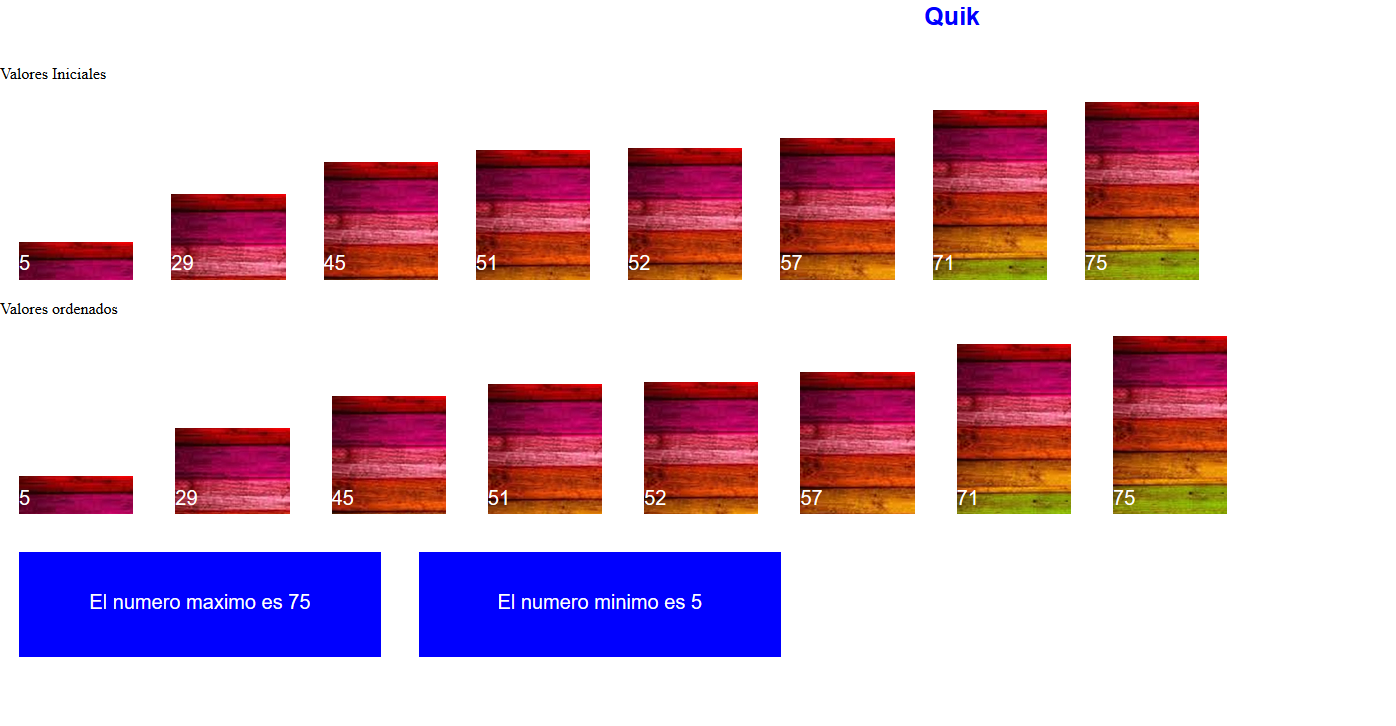 Quik
Valores Iniciales
5 29 45 51 52 57 71 75
Valores ordenados
5 29 45 51 52 57 71 75
El numero maximo es 75
El numero minimo es 5